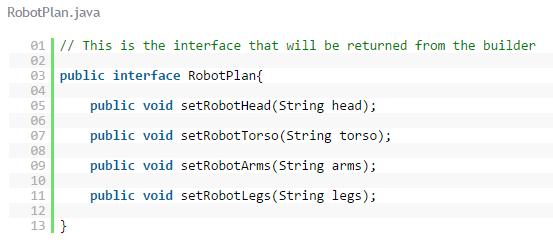 RobotPlan.java
01 // This is the interface that will be returned from the builder
02
03 public interface RobotPlan{
04
05     public void setRobotHead(String head);
06
07     public void setRobotTorso(String torso);
08
09     public void setRobotArms(String arms);
10
11     public void setRobotLegs(String legs);
12
13 }